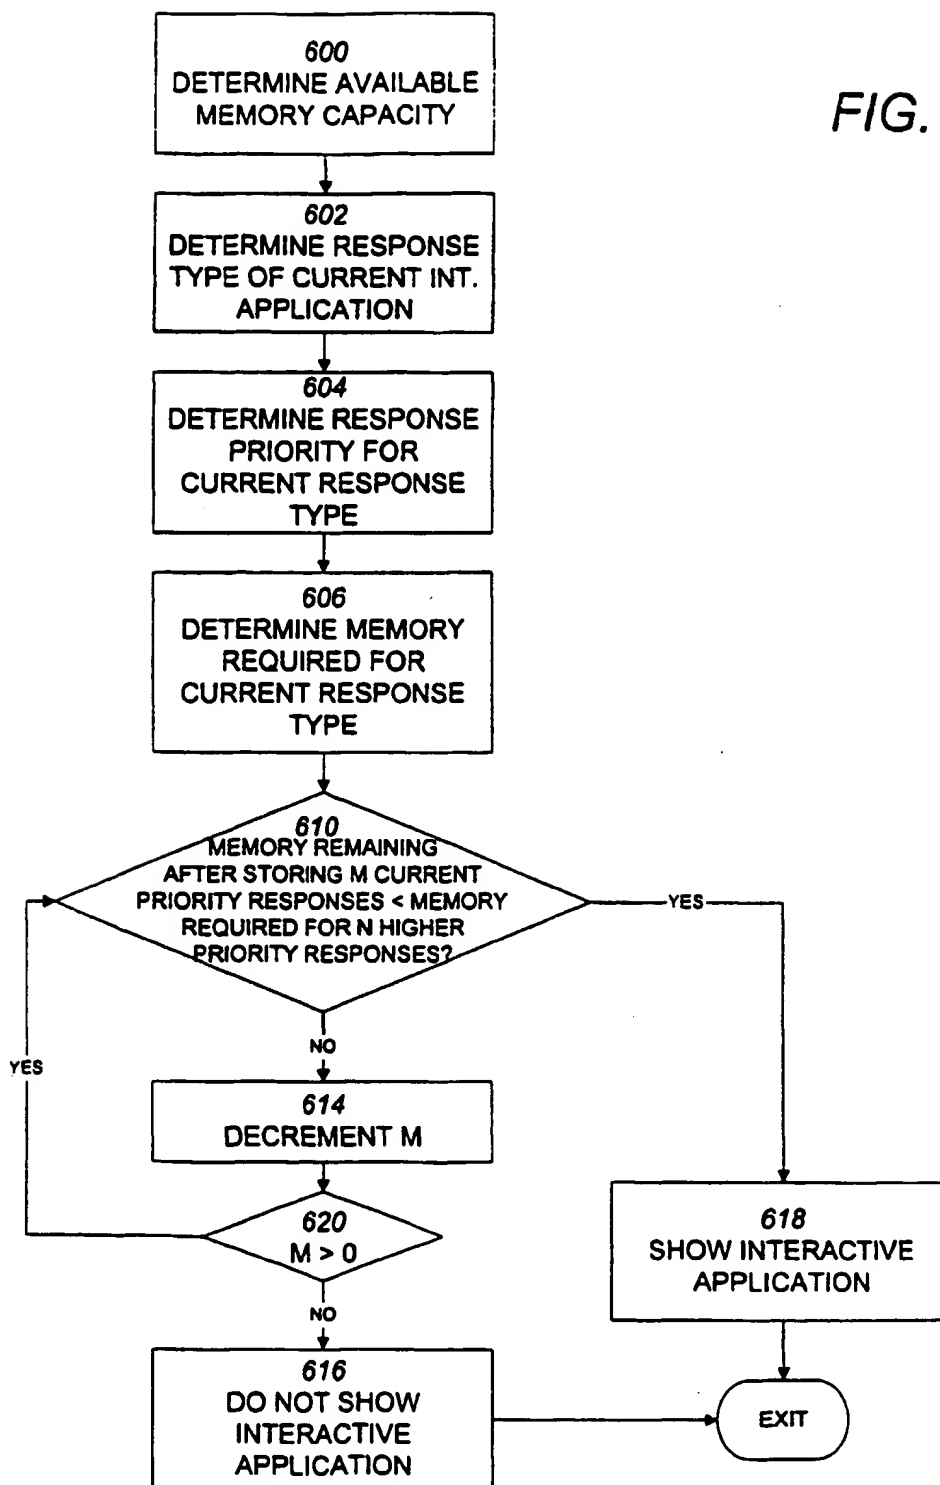 600
DETERMINE AVAILABLE
MEMORY CAPACITY
FIG.
602
DETERMINE RESPONSE
TYPE OF CURRENT INT.
APPLICATION
604
DETERMINE RESPONSE
PRIORITY FOR
CURRENT RESPONSE
TYPE
606
DETERMINE MEMORY
REQUIRED FOR
CURRENT RESPONSE
TYPE
610
MEMORY REMAINING
AFTER STORING M CURRENT
PRIORITY RESPONSES < MEMORY
REQUIRED FOR N HIGHER
PRIORITY RESPONSES?
YES
NO
YES
614
DECREMENT M
620
M > 0
618
SHOW INTERACTIVE
APPLICATION
NO
616
DO NOT SHOW
INTERACTIVE
APPLICATION
EXIT